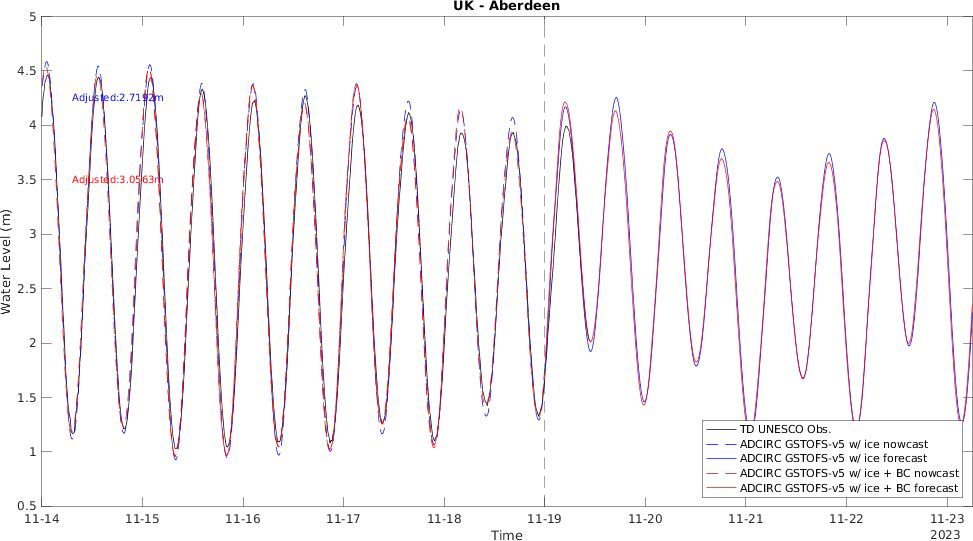 UK - Aberdeen
5
4.5
Adjusted:2.7192m
4
3.5
Adjusted:3.0563m
3
2.5
2
1.5
1
0.5
Water Level (m)
TD UNESCO Obs.
ADCIRC GSTOFS-v5 w/ ice nowcast
ADCIRC GSTOFS-v5 w/ ice forecast
ADCIRC GSTOFS-v5 w/ ice + BC nowcast
ADCIRC GSTOFS-v5 w/ ice + BC forecast
11-14 11-15 11-16 11-17 11-18 11-19 11-20 11-21 11-22 11-23
2023
Time